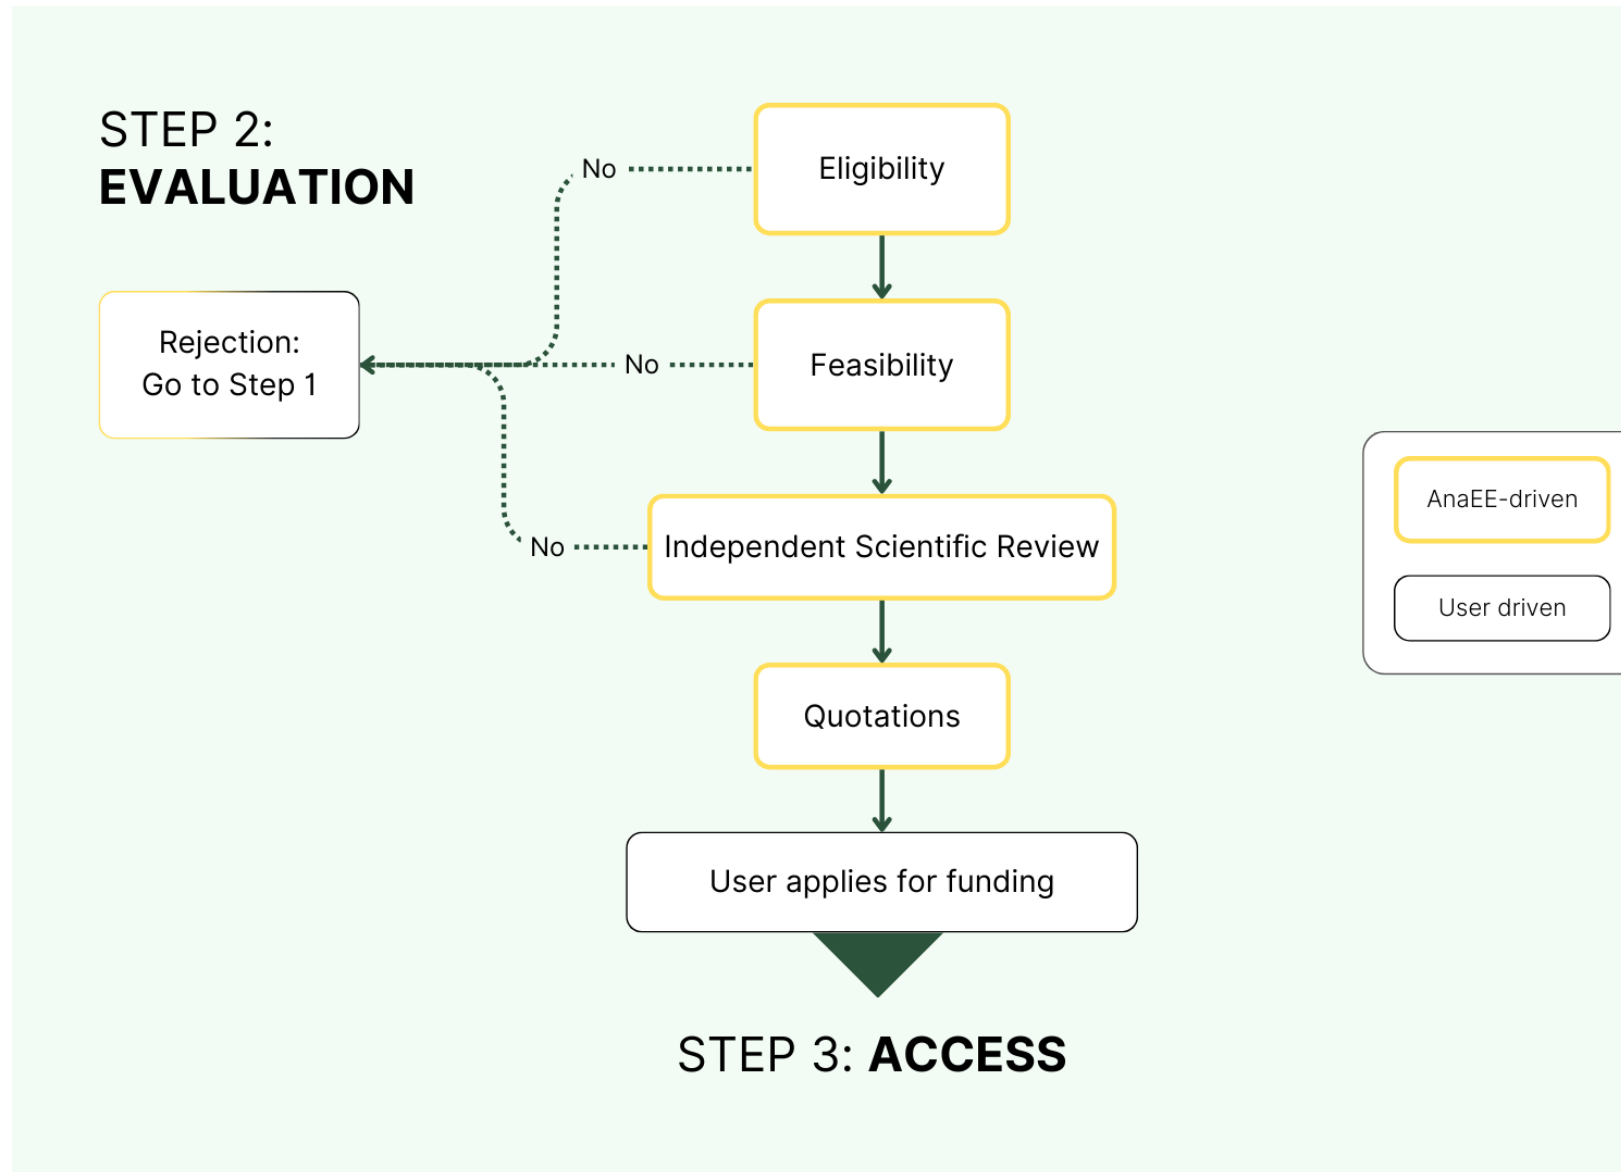 STEP 2:
EVALUATION
Eligibility
No
Rejection:
Go to Step 1
No
Feasibility
No
Independent Scientific Review
AnaEE-driven
User driven
Quotations
User applies for funding
STEP 3: ACCESS